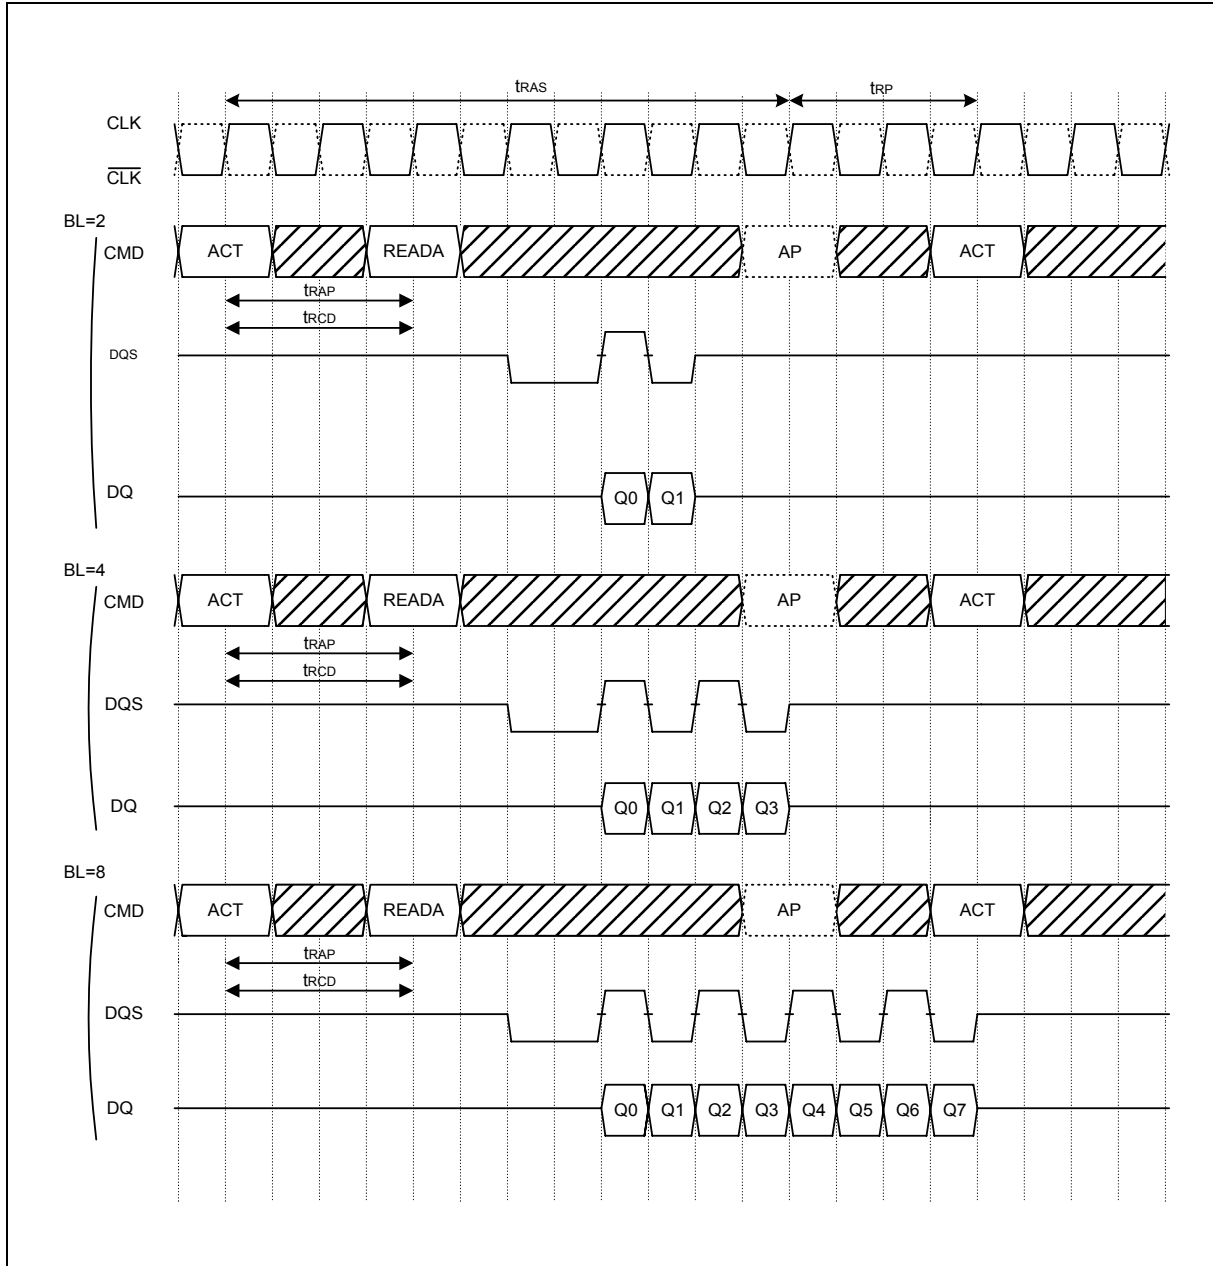 tRAS tRP
CLK
CLK
BL=2
CMD ACT READA AP ACT
tRAP
tRCD
DQS
DQ Q0 Q1
BL=4
CMD ACT READA AP ACT
tRAP
tRCD
DQS
DQ Q0 Q1 Q2 Q3
BL=8
CMD ACT READA AP ACT
tRAP
tRCD
DQS
DQ Q0 Q1 Q2 Q3 Q4 Q5 Q6 Q7